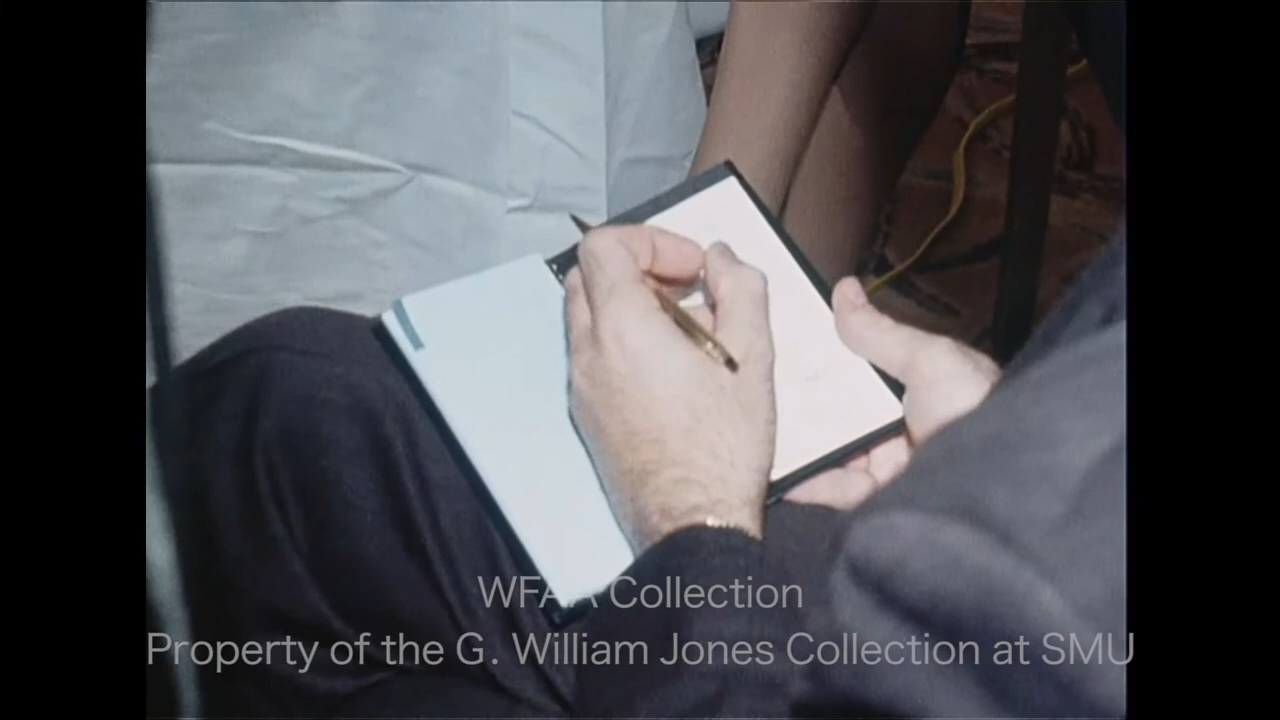 WFAA Collection
Property of the G. William Jones Collection at SMU